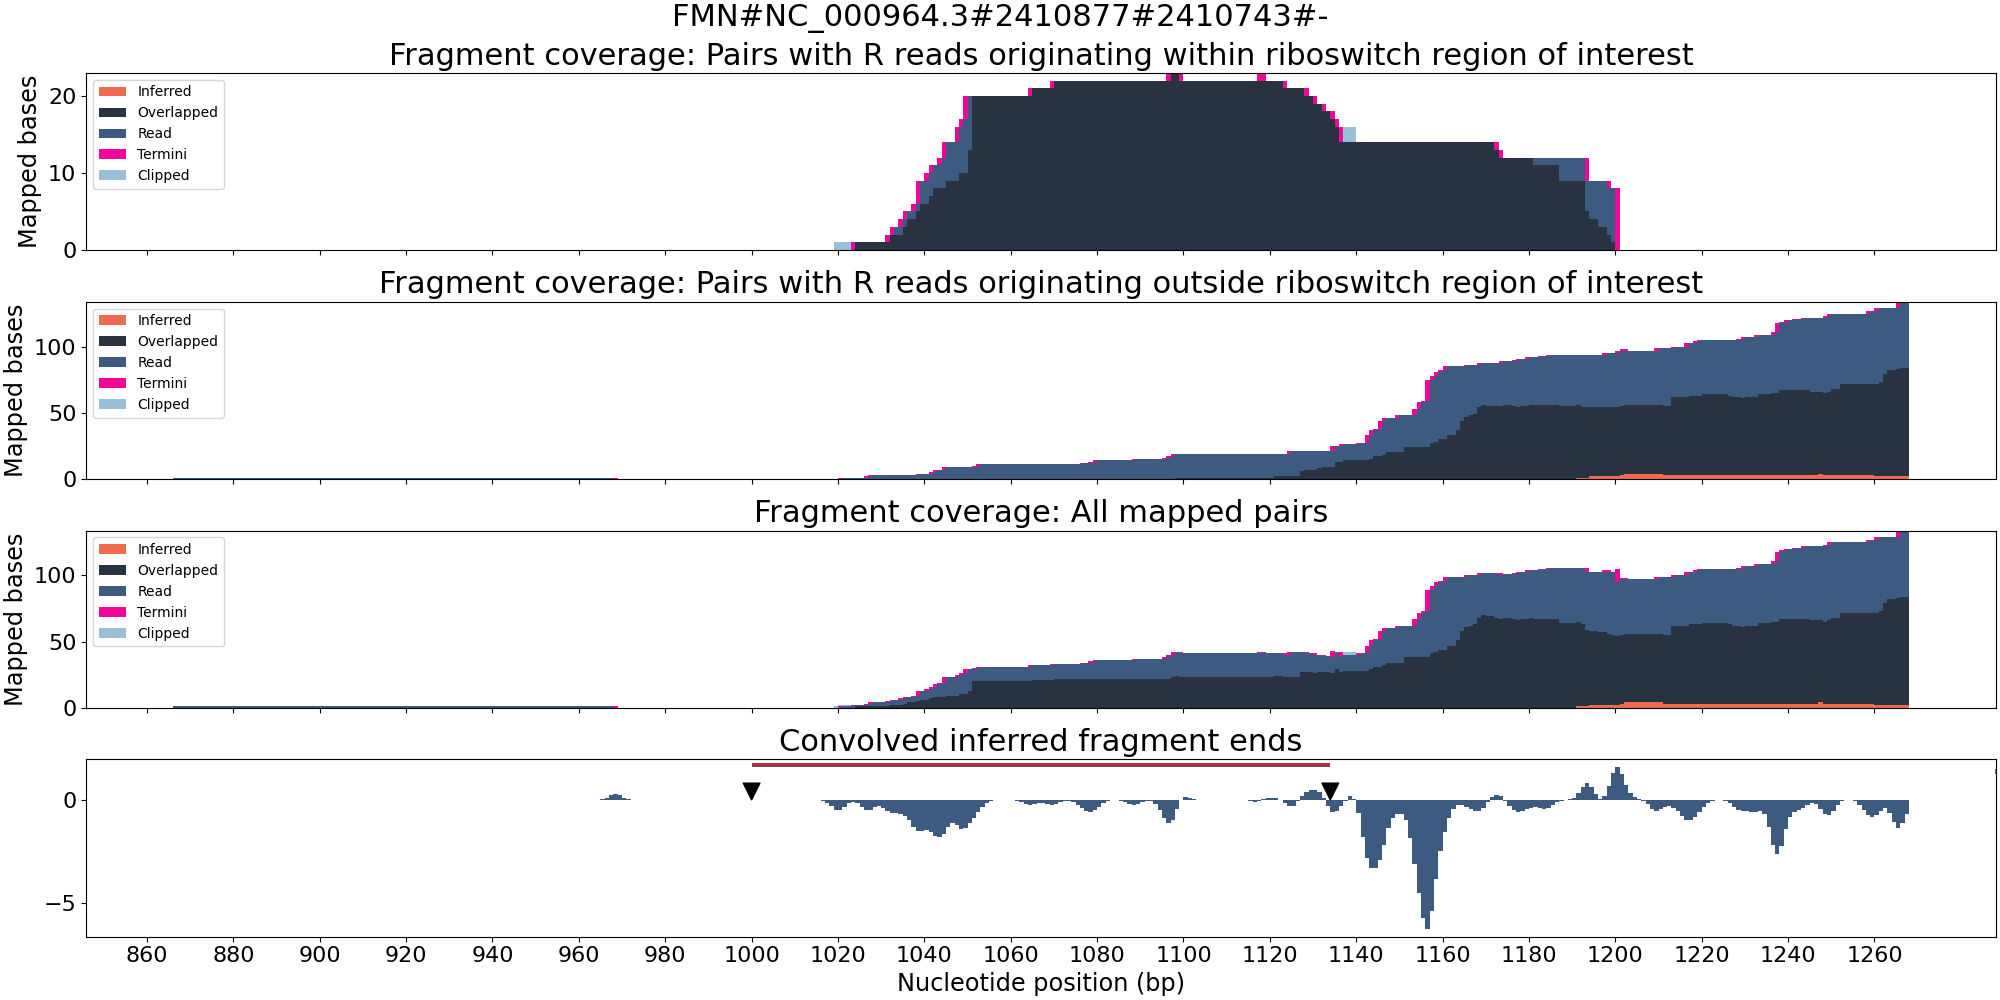 FMN#NC_000964.3#2410877#2410743#-
Fragment coverage: Pairs with R reads originating within riboswitch region of interest
Mapped bases
20
10
0
Inferred
Overlapped
Read
Termini
Clipped
Fragment coverage: Pairs with R reads originating outside riboswitch region of interest
Mapped bases
100
50
0
Inferred
Overlapped
Read
Termini
Clipped
Fragment coverage: All mapped pairs
Mapped bases
100
50
0
Inferred
Overlapped
Read
Termini
Clipped
Convolved inferred fragment ends
0
−5
860 880 900 920 940 960 980 1000 1020 1040 1060 1080 1100 1120 1140 1160 1180 1200 1220 1240 1260
Nucleotide position (bp)